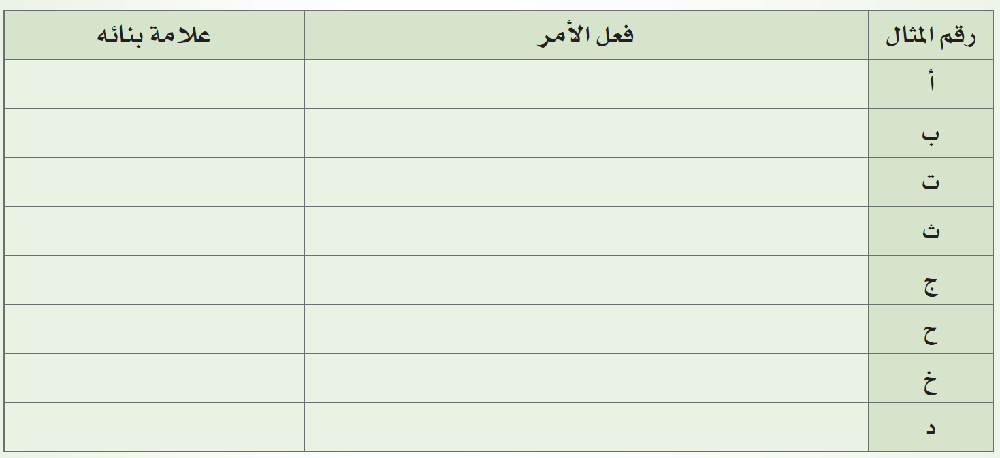 رقم المثال فعل الأمر علامة بنائه
أ
ب
ت
ث
ج
ح
خ
د